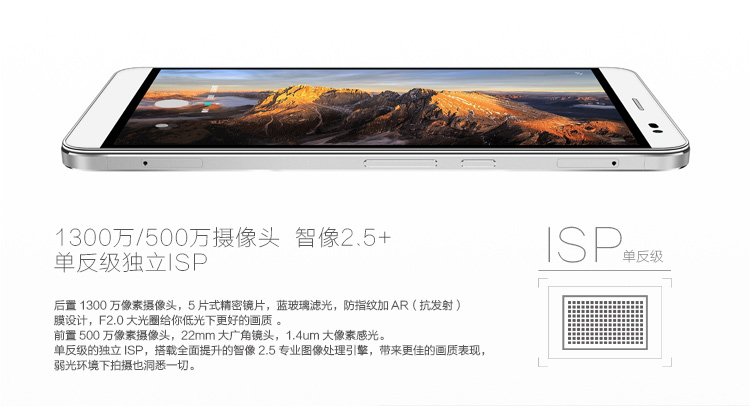 1300万/500万摄像头 智像2.5+
单反级独立ISP
ISP单反级
后置 1300 万像素摄像头，5 片式精密镜片，蓝玻璃滤光，防指纹加 AR（抗发射）
膜设计，F2.0 大光圈给你低光下更好的画质 。
前置 500 万像素摄像头，22mm 大广角镜头，1.4um 大像素感光。
单反级的独立 ISP，搭载全面提升的智像 2.5 专业图像处理引擎，带来更佳的画质表现，
弱光环境下拍摄也洞悉一切。